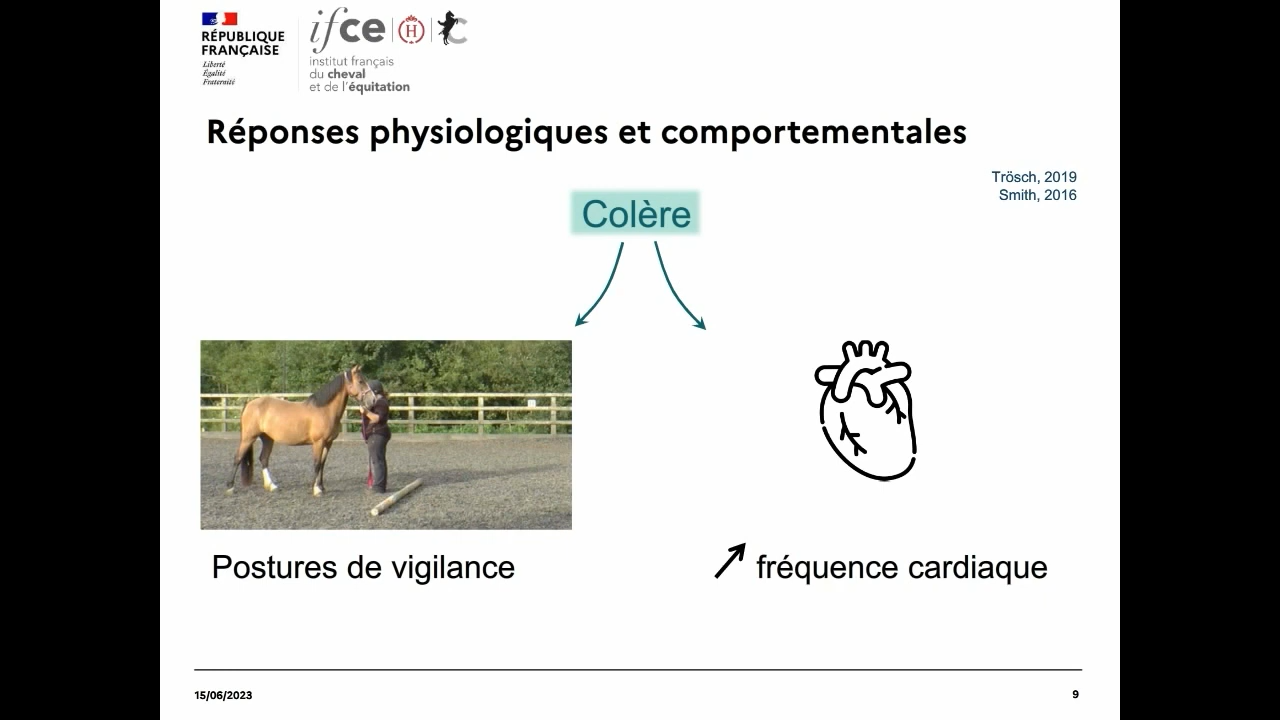 RÉPUBLIQUE
FRANÇAISE
Liberté
Égalité
Fraternité
ifce
H
institut français
du cheval
et de l'équitation
Réponses physiologiques et comportementales
Trösch, 2019
Smith, 2016
Colère
Postures de vigilance
fréquence cardiaque
15/06/2023
9